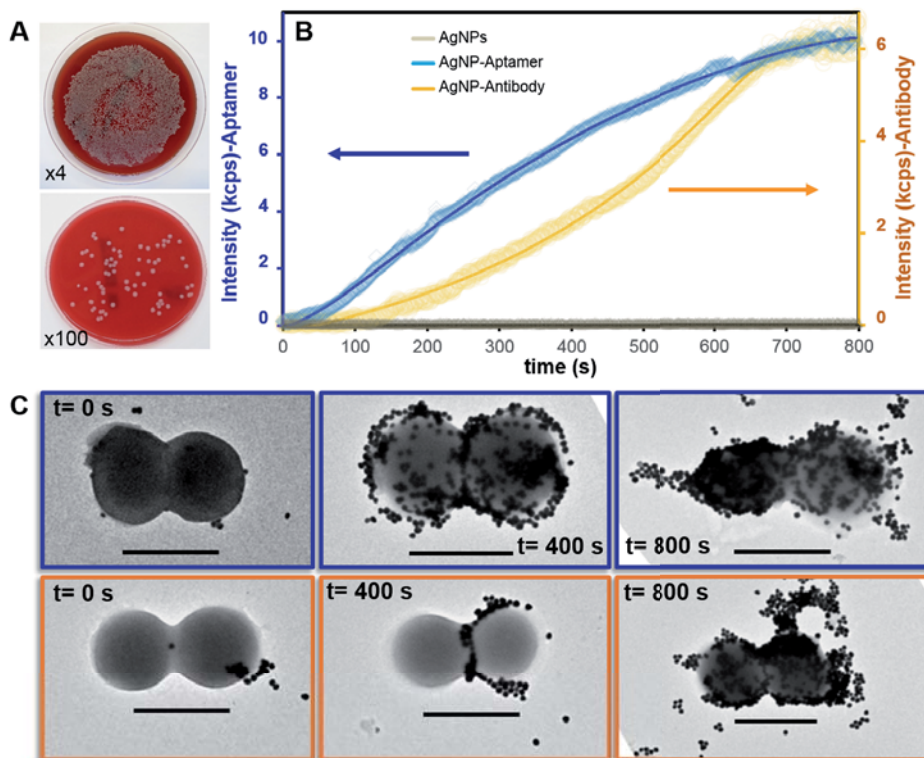 A
x4
x100
B
Intensity (kcps)-Aptamer
10
8
6
4
2
0
AgNPs
AgNP-Aptamer
AgNP-Antibody
6
4
2
0
Intensity (kcps)-Antibody
0 100 200 300 400 500 600 700 800
time (s)
C
t= 0 s
t= 400 s
t= 800 s
t= 0 s
t= 400 s
t= 800 s